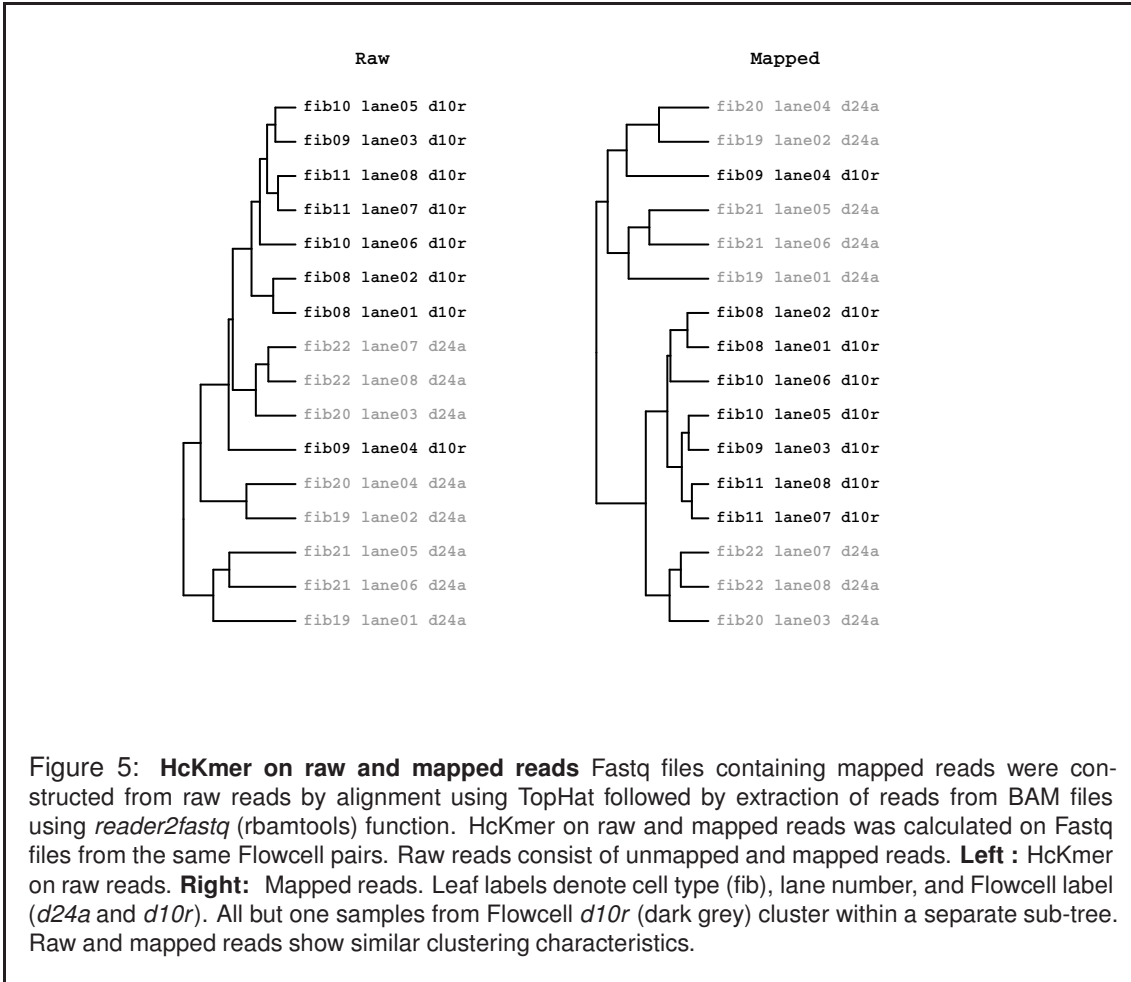 Raw
fib10 lane05 d10r
fib09 lane03 d10r
fib11 lane08 d10r
fib11 lane07 d10r
fib10 lane06 d10r
fib08 lane02 d10r
fib08 lane01 d10r
fib22 lane07 d24a
fib22 lane08 d24a
fib20 lane03 d24a
fib09 lane04 d10r
fib20 lane04 d24a
fib19 lane02 d24a
fib21 lane05 d24a
fib21 lane06 d24a
fib19 lane01 d24a
Mapped
fib20 lane04 d24a
fib19 lane02 d24a
fib09 lane04 d10r
fib21 lane05 d24a
fib21 lane06 d24a
fib19 lane01 d24a
fib08 lane02 d10r
fib08 lane01 d10r
fib10 lane06 d10r
fib10 lane05 d10r
fib09 lane03 d10r
fib11 lane08 d10r
fib11 lane07 d10r
fib22 lane07 d24a
fib22 lane08 d24a
fib20 lane03 d24a
Figure 5: HcKmer on raw and mapped reads Fastq files containing mapped reads were con-
structed from raw reads by alignment using TopHat followed by extraction of reads from BAM files
using reader2fastq (rbamtools) function. HcKmer on raw and mapped reads was calculated on Fastq
files from the same Flowcell pairs. Raw reads consist of unmapped and mapped reads. Left : HcKmer
on raw reads. Right: Mapped reads. Leaf labels denote cell type (fib), lane number, and Flowcell label
(d24a and d10r). All but one samples from Flowcell d10r (dark grey) cluster within a separate sub-tree.
Raw and mapped reads show similar clustering characteristics.